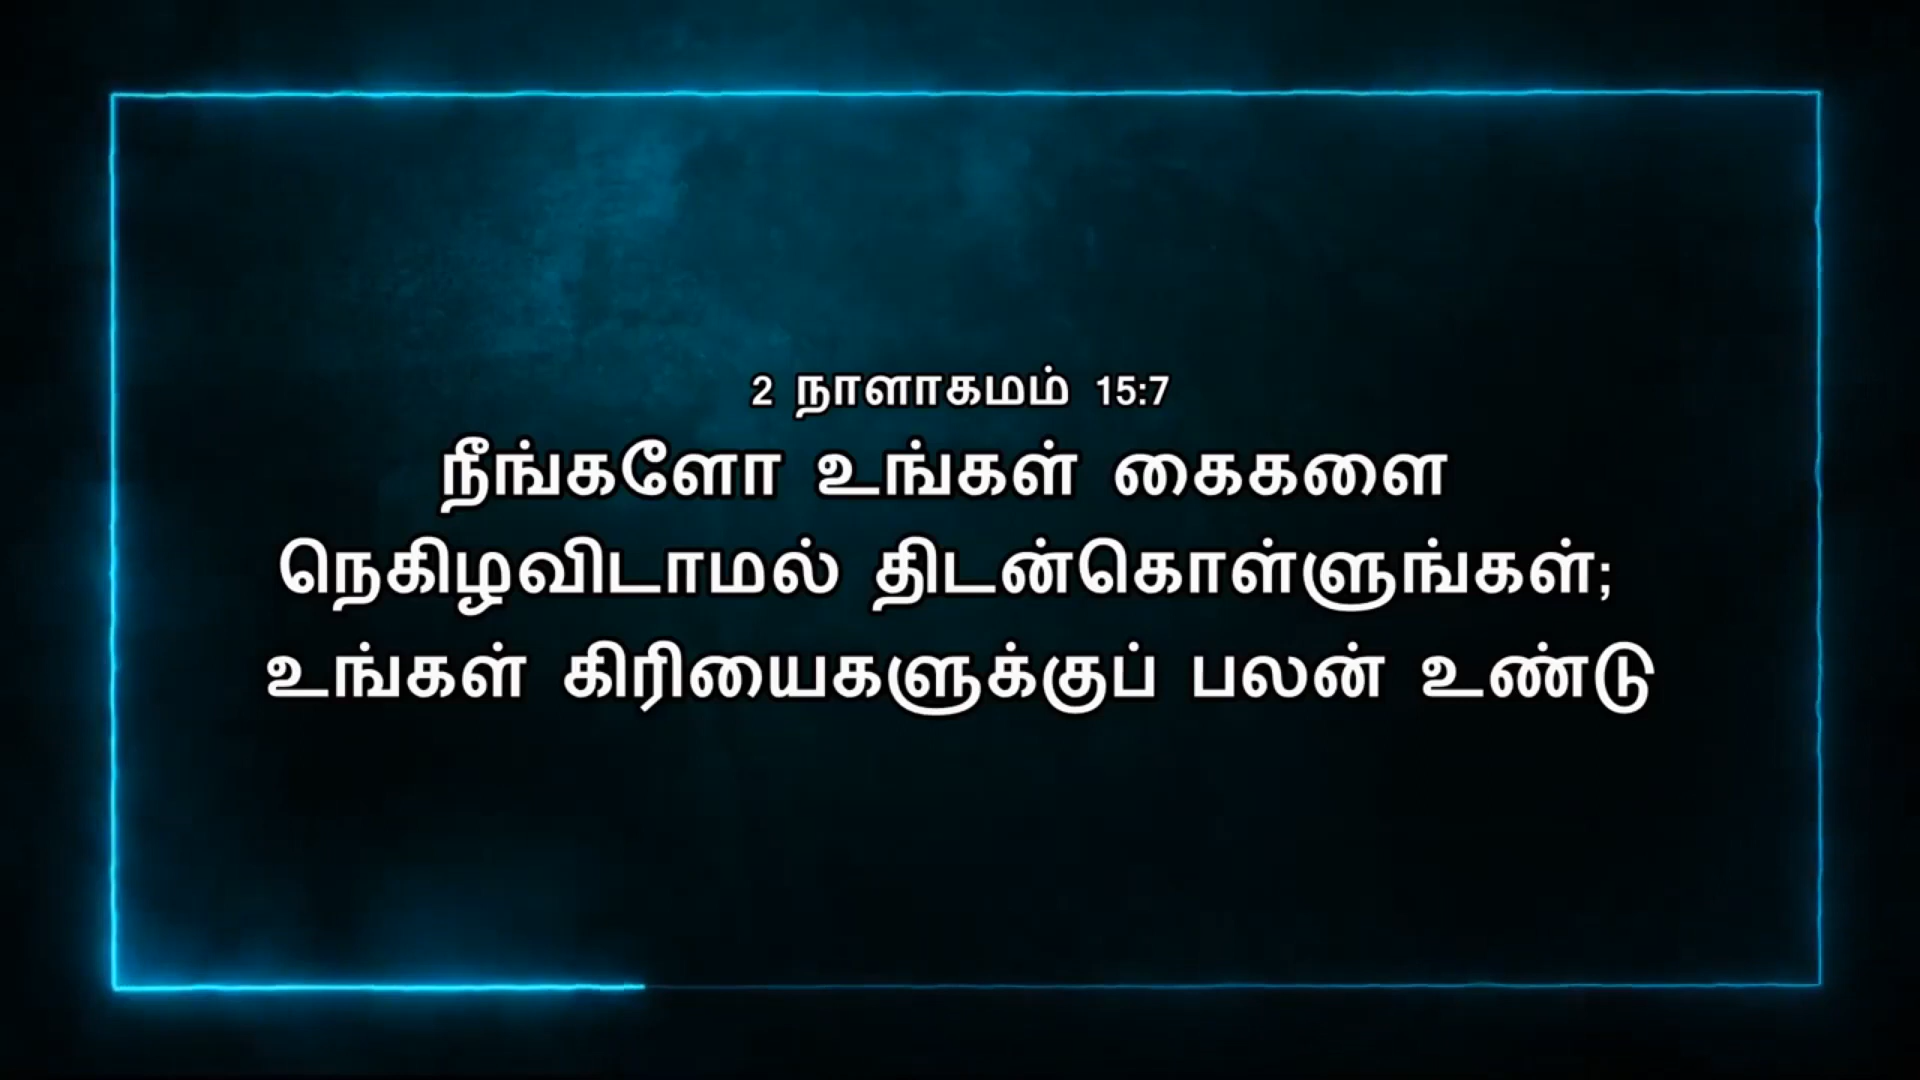 2 நாளாகமம் 15:7
நீங்களோ உங்கள் கைகளை
நெகிழவிடாமல் திடன்கொள்ளுங்கள்;
உங்கள் கிரியைகளுக்குப் பலன் உண்டு